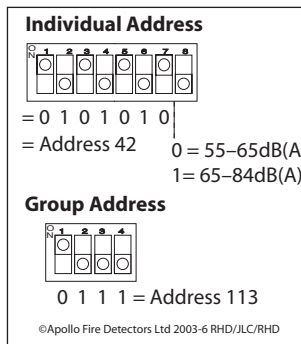 Individual Address
ON
1 2 3 4 5 6 7 8
= 0 1 0 1 0 1 0
= Address 42
0 = 55–65dB(A
1= 65–84dB(A)
Group Address
ON
1 2 3 4
0 1 1 1 = Address 113
©Apollo Fire Detectors Ltd 2003-6 RHD/JLC/RHD